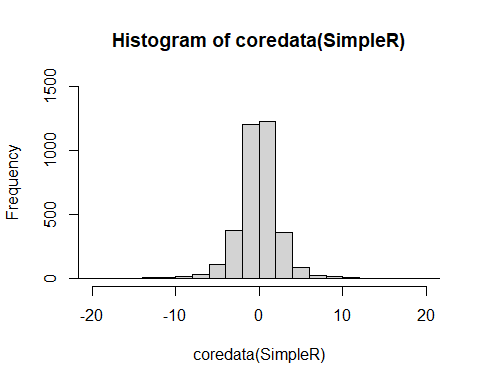 Histogram of coredata(SimpleR)
Frequency
1500
1000
500
0
-20 -10 0 10 20
coredata(SimpleR)